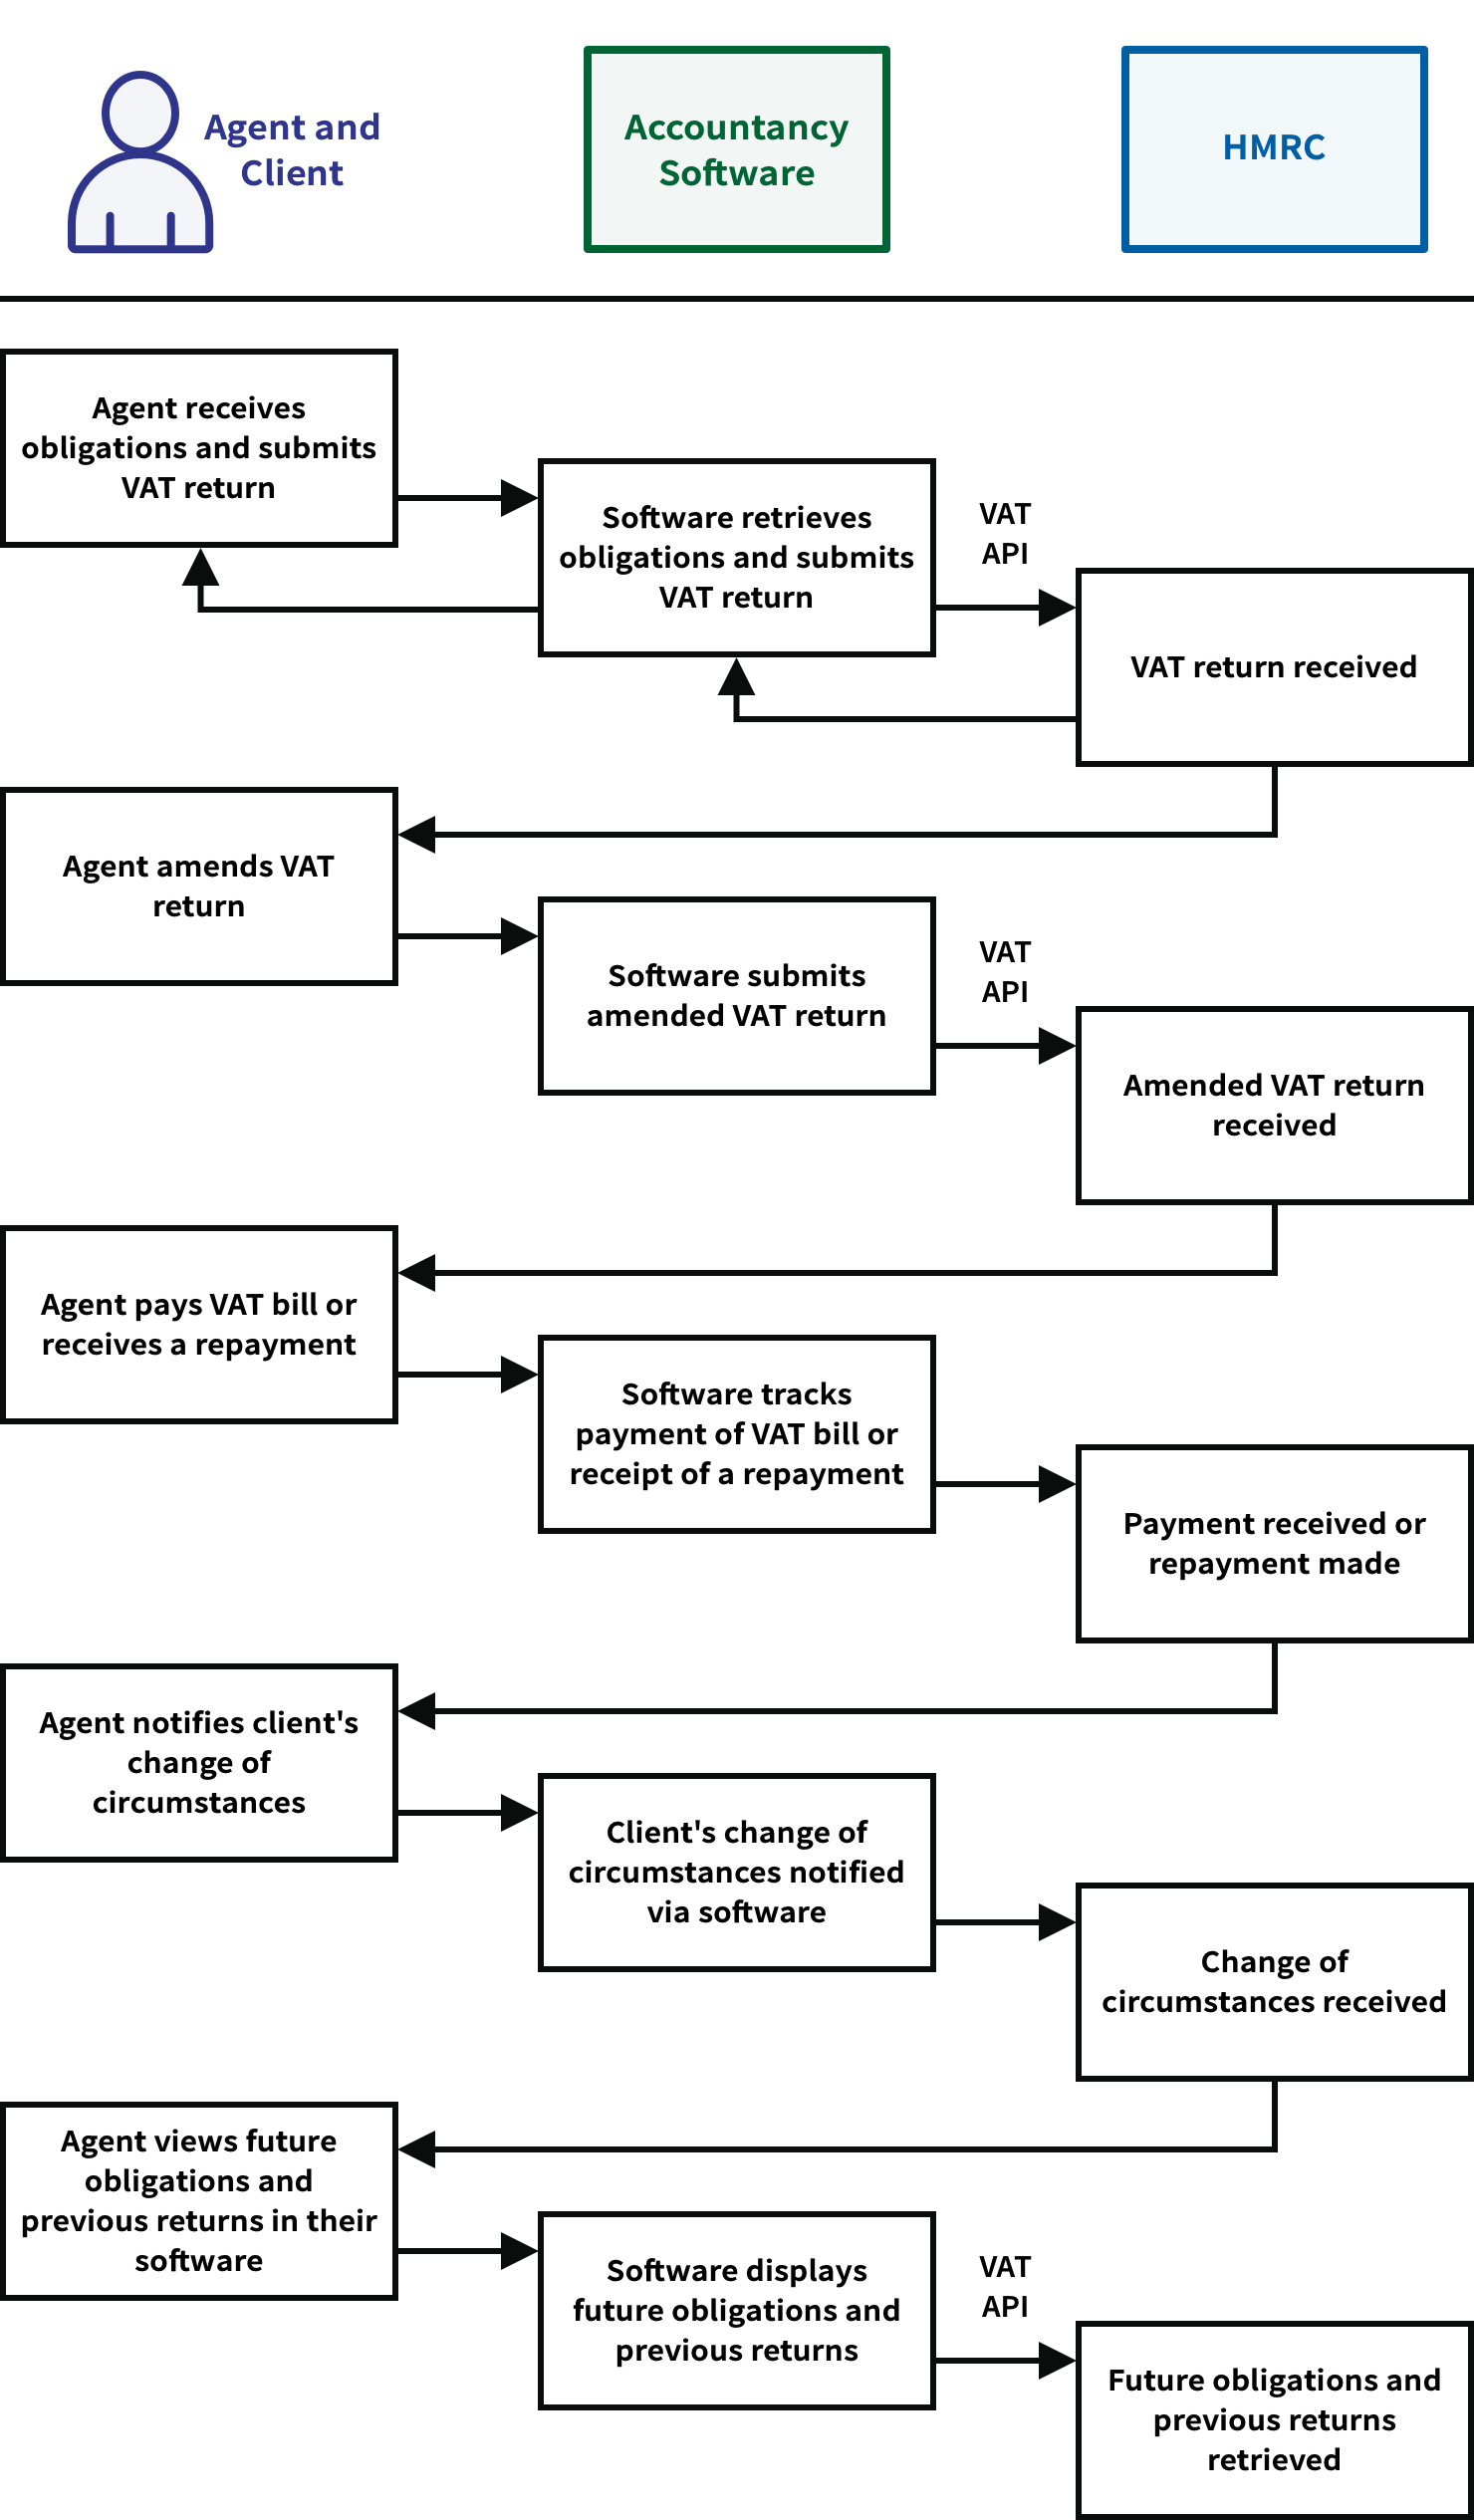 Agent and
Client
Accountancy
Software
HMRC
Agent receives
obligations and submits
VAT return
Software retrieves
obligations and submits
VAT return
VAT
API
VAT return received
Agent amends VAT
return
Software submits
amended VAT return
VAT
API
Amended VAT return
received
Agent pays VAT bill or
receives a repayment
Software tracks
payment of VAT bill or
receipt of a repayment
Payment received or
repayment made
Agent notifies client's
change of
circumstances
Client's change of
circumstances notified
via software
Change of
circumstances received
Agent views future
obligations and
previous returns in their
software
Software displays
future obligations and
previous returns
VAT
API
Future obligations and
previous returns
retrieved